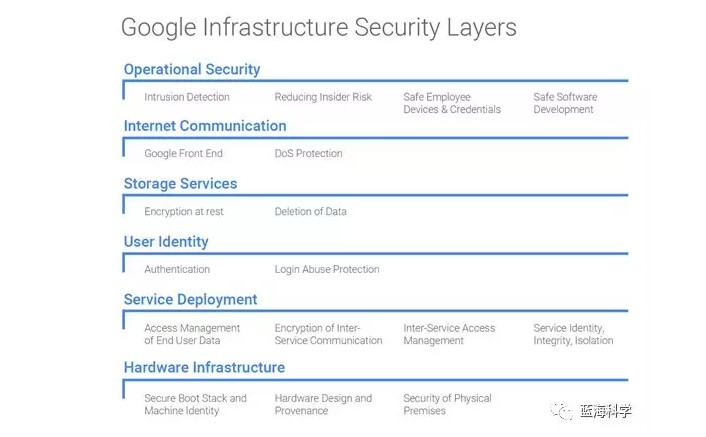 Google Infrastructure Security Layers
Operational Security
Intrusion Detection
Reducing Insider Risk
Safe Employee
Devices & Credentials
Safe Software
Development
Internet Communication
Google Front End
DoS Protection
Storage Services
Encryption at rest
Deletion of Data
User Identity
Authentication
Login Abuse Protection
Service Deployment
Access Management
of End User Data
Encryption of Inter-
Service Communication
Inter-Service Access
Management
Service Identity,
Integrity, Isolation
Hardware Infrastructure
Secure Boot Stack and
Machine Identity
Hardware Design and
Provenance
Security of Physical
Premises
蓝海科学